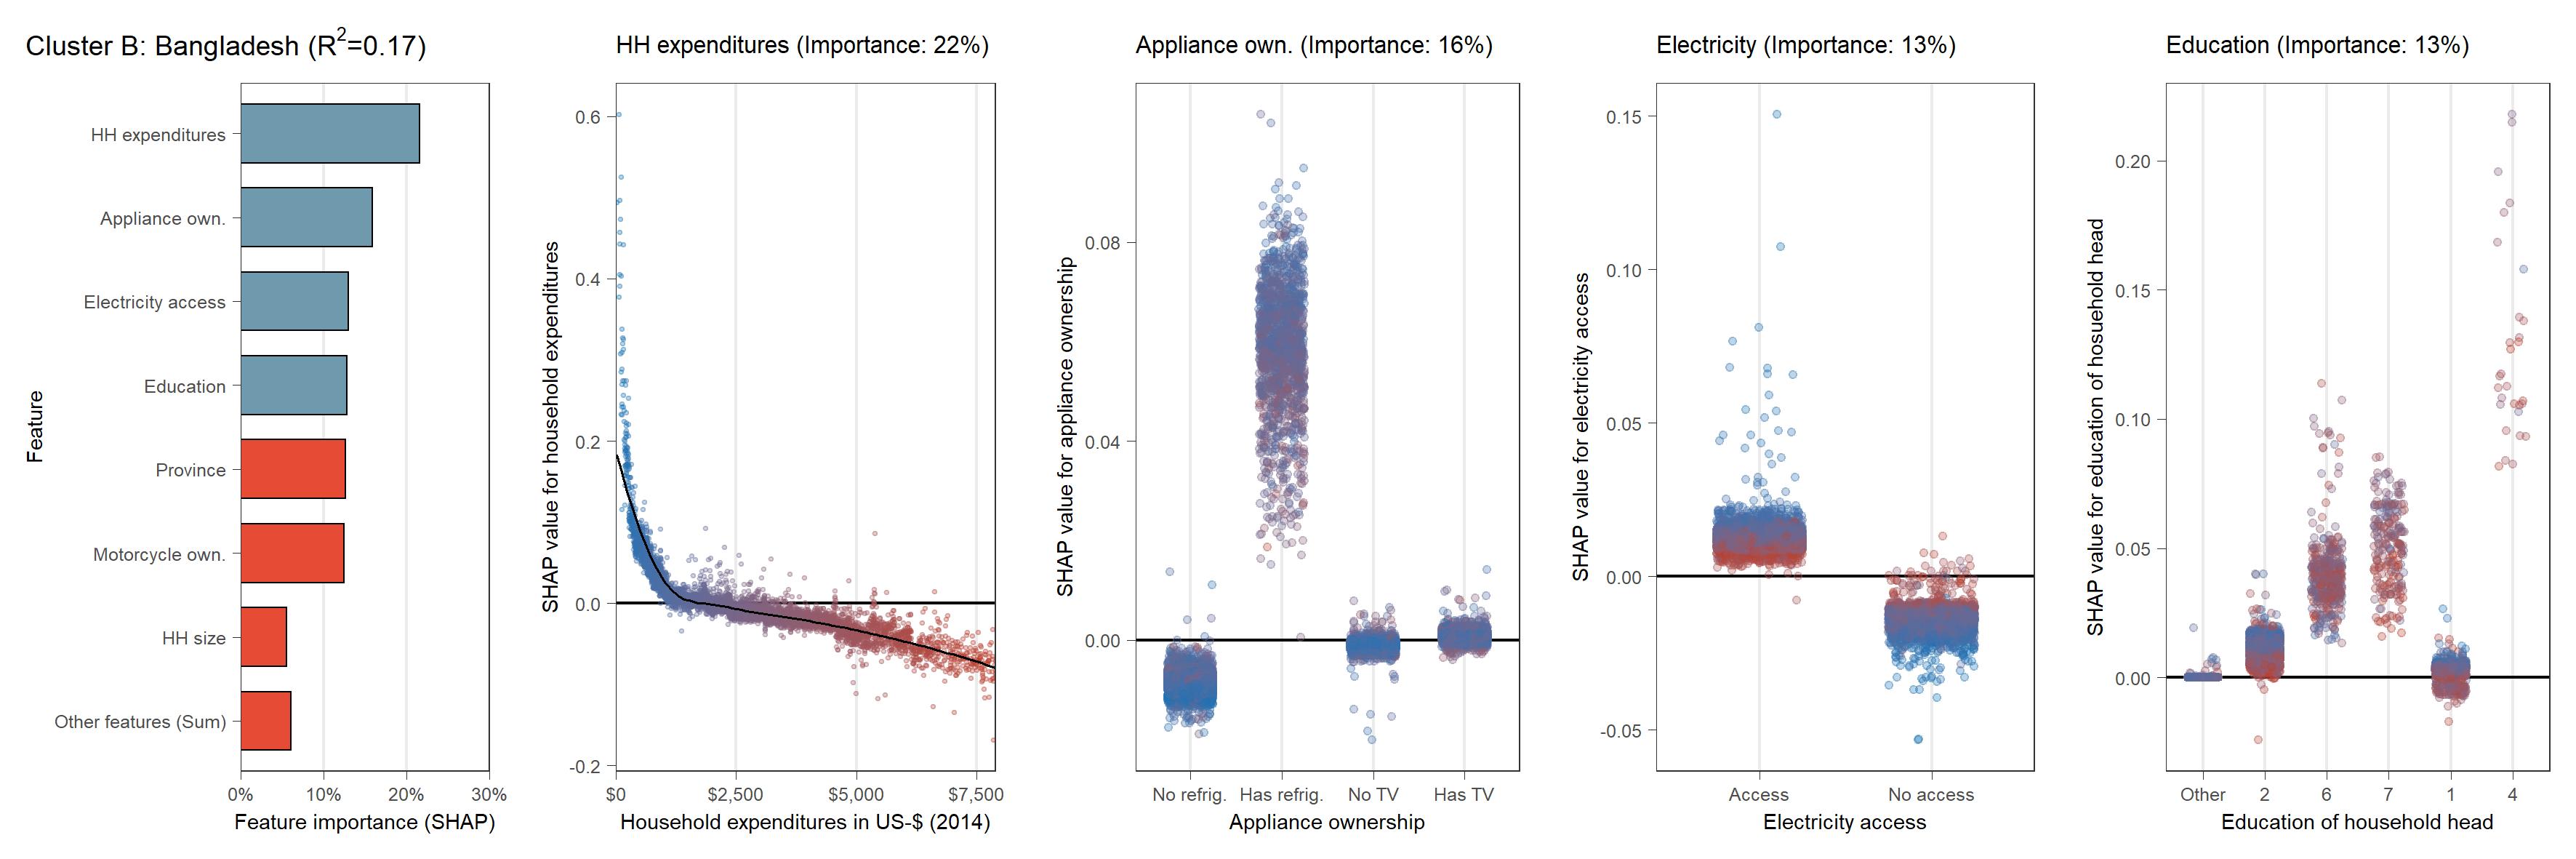 Cluster B: Bangladesh (R²=0.17)
Feature
HH expenditures
Appliance own.
Electricity access
Education
Province
Motorcycle own.
HH size
Other features (Sum)
0% 10% 20% 30%
Feature importance (SHAP)
HH expenditures (Importance: 22%)
SHAP value for household expenditures
0.6
0.4
0.2
0.0
-0.2
$0 $2,500 $5,000 $7,500
Household expenditures in US-$ (2014)
Appliance own. (Importance: 16%)
SHAP value for appliance ownership
0.08
0.04
0.00
No refrig. Has refrig. No TV Has TV
Appliance ownership
Electricity (Importance: 13%)
SHAP value for electricity access
0.15
0.10
0.05
0.00
-0.05
Access No access
Electricity access
Education (Importance: 13%)
SHAP value for education of household head
0.20
0.15
0.10
0.05
0.00
Other 2 6 7 1 4
Education of household head